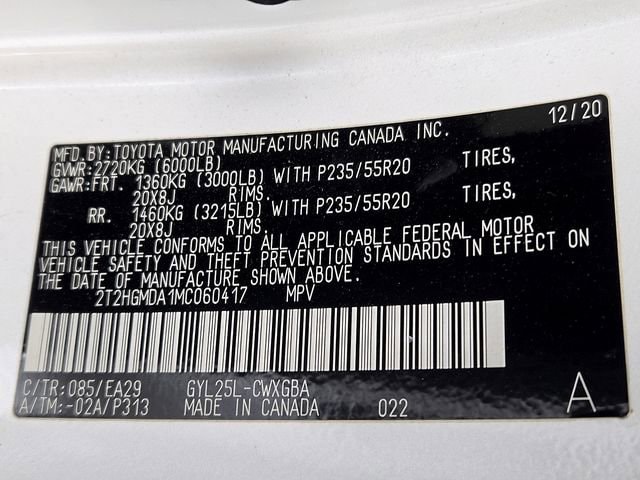 12/20
MFD.BY:TOYOTA MOTOR MANUFACTURING CANADA INC.
GVWR:2720KG (6000LB)
GAWR:FRT. 1360KG (3000LB) WITH P235/55R20 TIRES,
20X8J RIMS.
RR. 1460KG (3215LB) WITH P235/55R20 TIRES,
20X8J RIMS.
THIS VEHICLE CONFORMS TO ALL APPLICABLE FEDERAL MOTOR
VEHICLE SAFETY AND THEFT PREVENTION STANDARDS IN EFFECT ON
THE DATE OF MANUFACTURE SHOWN ABOVE.
2T2HGMDA1MC060417 MPV
C/TR:085/EA29 GYL25L-CWXGBA
A/TM:-02A/P313 MADE IN CANADA 022 A